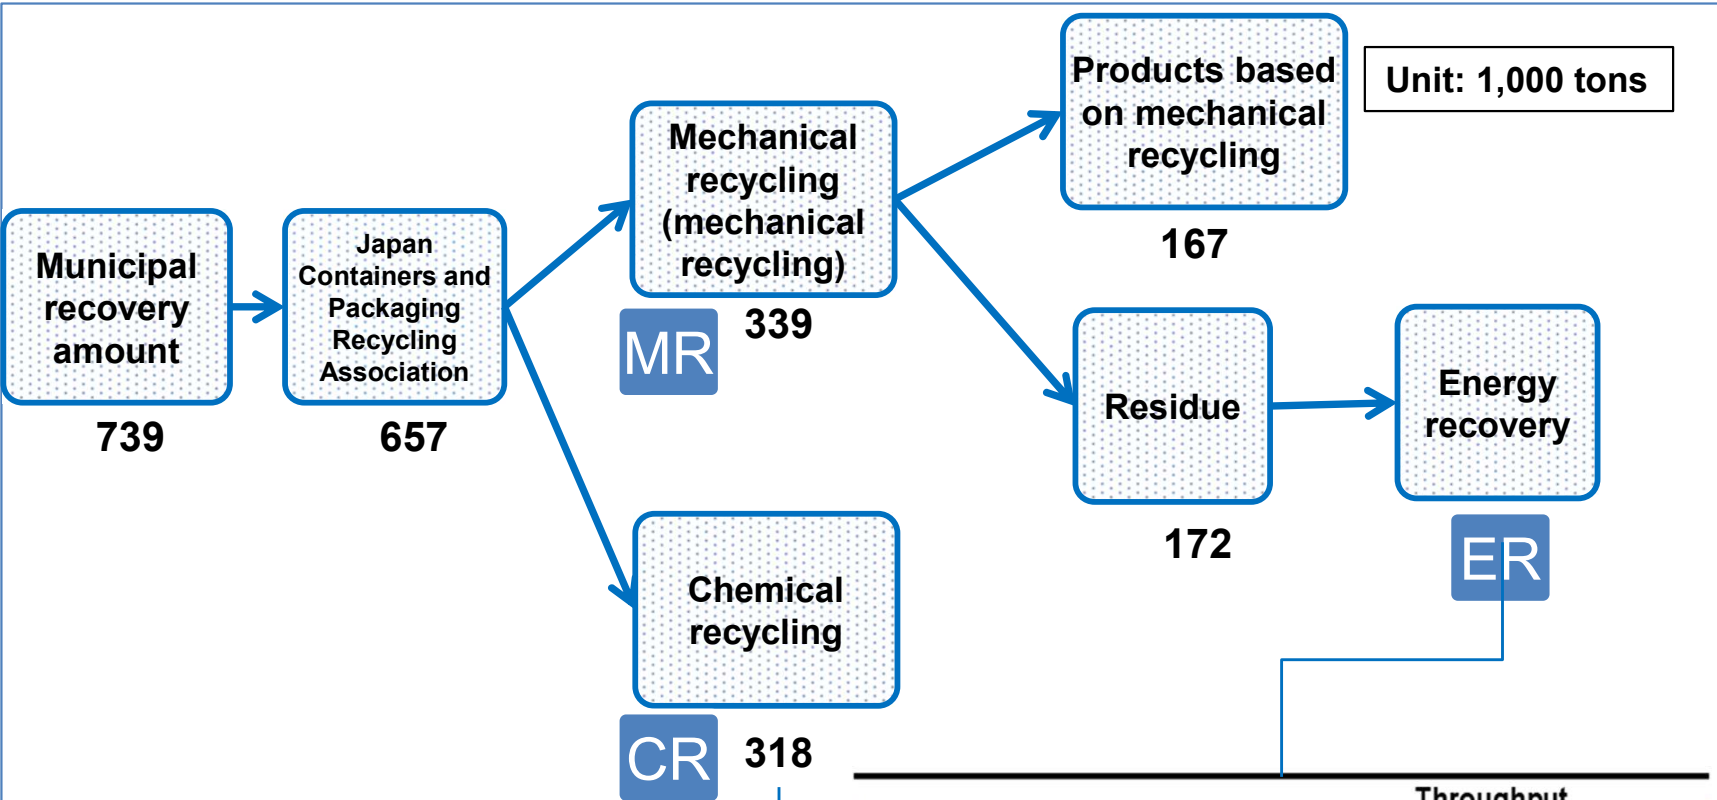 Municipal
recovery
amount
739
Japan
Containers and
Packaging
Recycling
Association
657
Mechanical
recycling
(mechanical
recycling)
MR
339
Chemical
recycling
CR
318
Products based
on mechanical
recycling
167
Unit: 1,000 tons
Residue
172
Energy
recovery
ER
Throughput